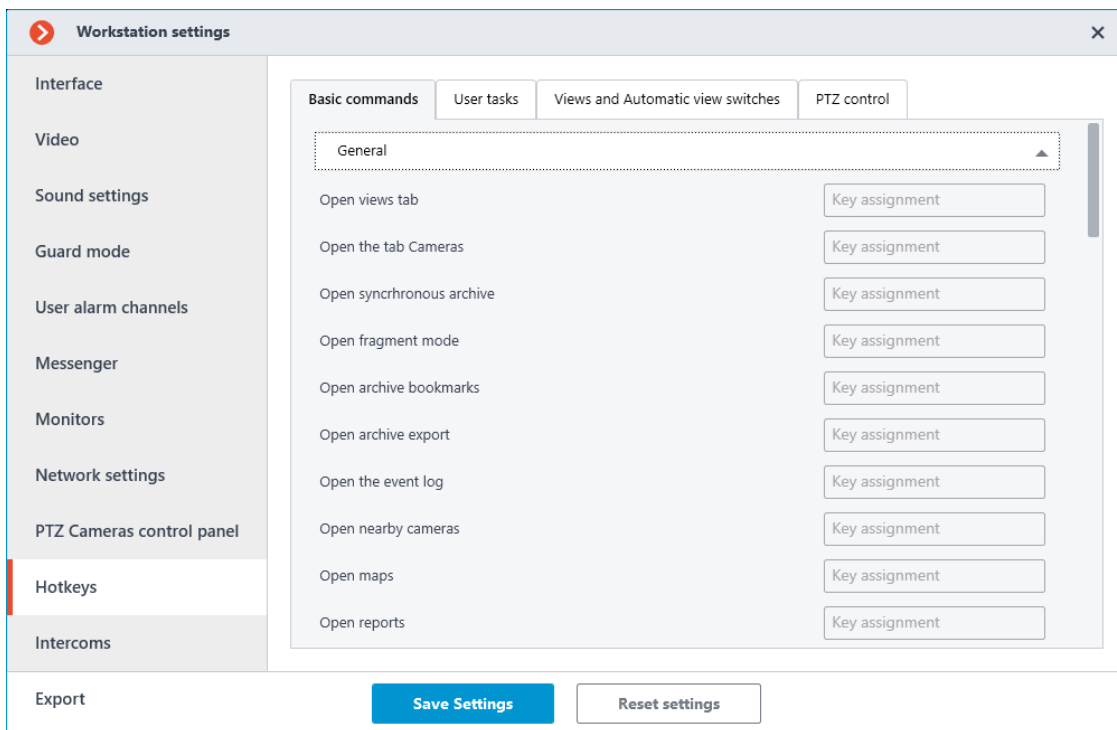 Workstation settings
Interface
Video
Sound settings
Guard mode
User alarm channels
Messenger
Monitors
Network settings
PTZ Cameras control panel
Hotkeys
Intercoms
Export
Basic commands
User tasks
Views and Automatic view switches
PTZ control
General
Open views tab Key assignment
Open the tab Cameras Key assignment
Open syncrhronous archive Key assignment
Open fragment mode Key assignment
Open archive bookmarks Key assignment
Open archive export Key assignment
Open the event log Key assignment
Open nearby cameras Key assignment
Open maps Key assignment
Open reports Key assignment
Save Settings
Reset settings